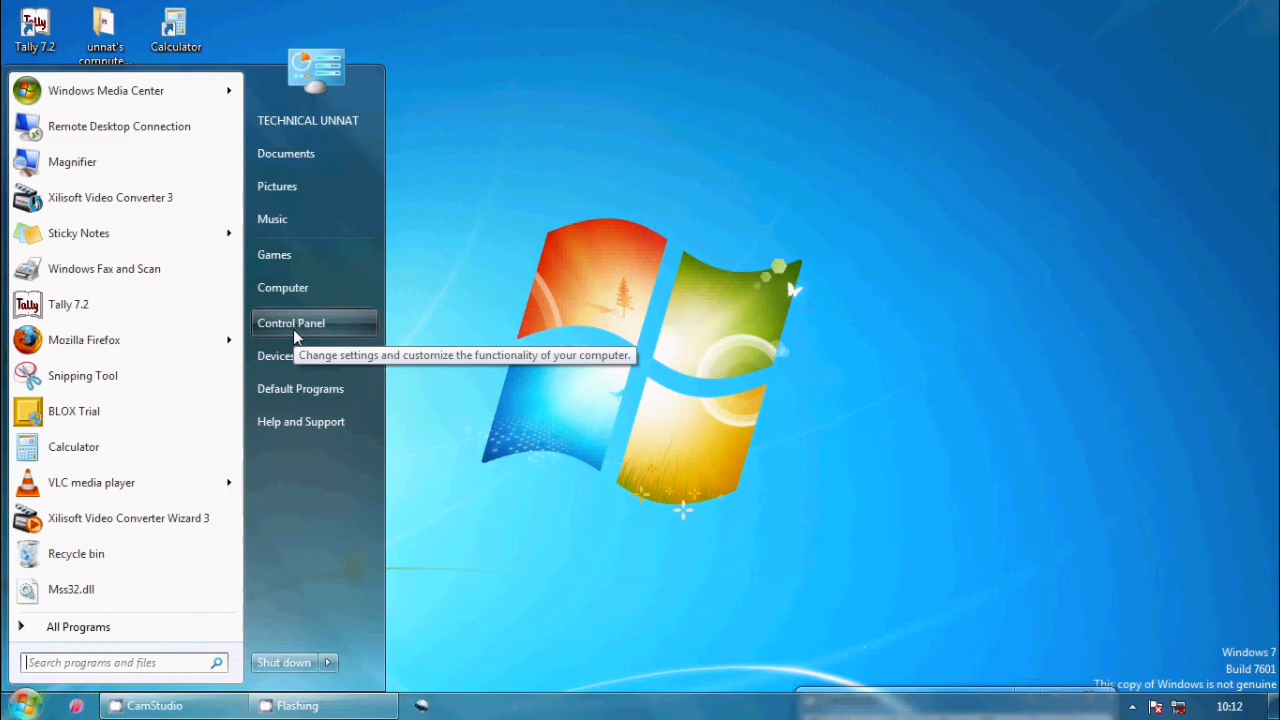 Tally 7.2
unnat's
compute...
Calculator
Windows Media Center
Remote Desktop Connection
Magnifier
Xilisoft Video Converter 3
Sticky Notes
Windows Fax and Scan
Tally
Tally 7.2
Mozilla Firefox
Snipping Tool
BLOX Trial
Calculator
VLC media player
Xilisoft Video Converter Wizard 3
Recycle bin
Mss32.dll
All Programs
Search programs and files
TECHNICAL UNNAT
Documents
Pictures
Music
Games
Computer
Control Panel
Change settings and customize the functionality of your computer.
Devices
Default Programs
Help and Support
Shut down
Windows 7
Build 7601
This copy of Windows is not genuine
CamStudio
Flashing
10:12